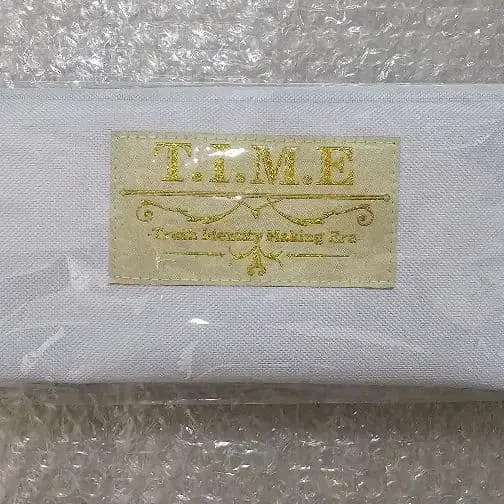 T.I.M.E
Truth Identity Making Era